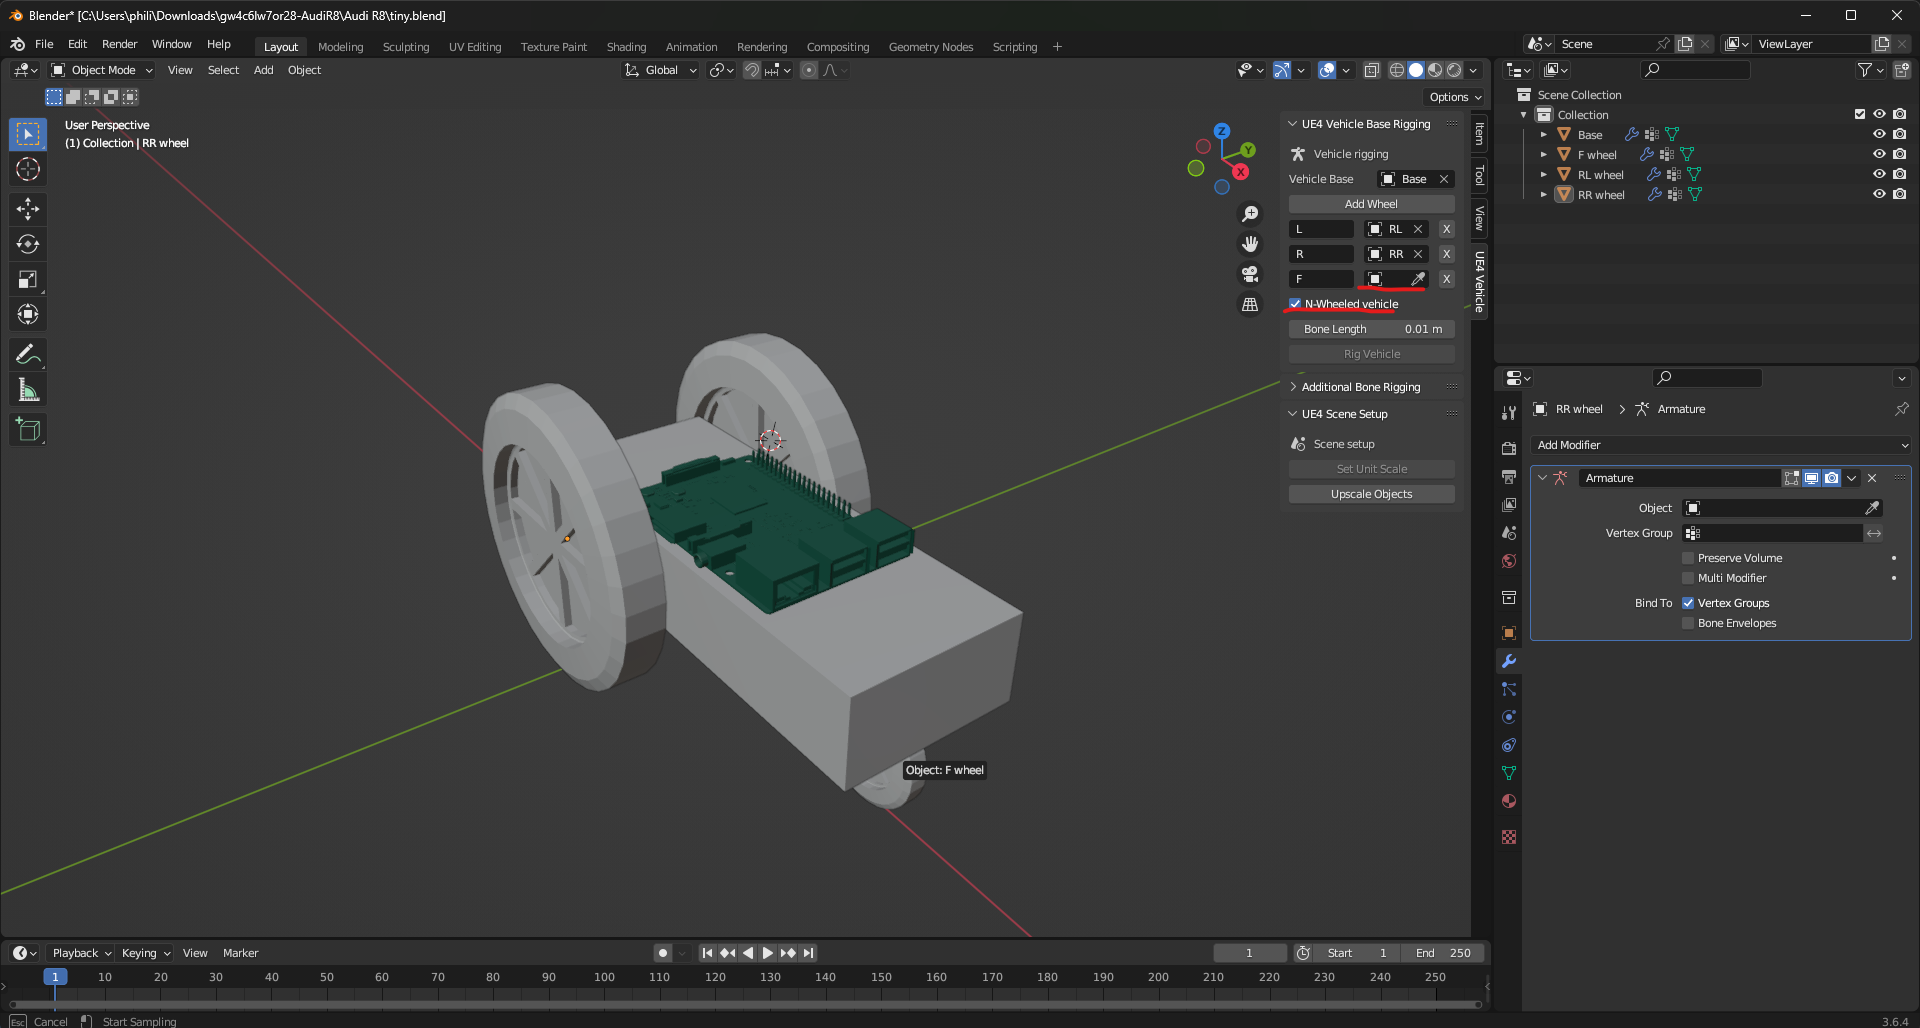 Blender* [C:\Users\phili\Downloads\gw4c6lw7or28-AudiR8\Audi R8\tiny.blend]
File Edit Render Window Help Layout Modeling Sculpting UV Editing Texture Paint Shading Animation Rendering Compositing Geometry Nodes Scripting + Scene ViewLayer
Object Mode View Select Add Object Global
Options
User Perspective
(1) Collection | RR wheel
Z
Y
X
UE4 Vehicle Base Rigging
Vehicle rigging
Vehicle Base Base
Add Wheel
L RL X
R RR X
F X
N-Wheeled vehicle
Bone Length 0.01 m
Rig Vehicle
Additional Bone Rigging
UE4 Scene Setup
Scene setup
Set Unit Scale
Upscale Objects
Item
Tool
View
UE4 Vehicle
Object: F wheel
Scene Collection
Collection
Base
F wheel
RL wheel
RR wheel
RR wheel Armature
Add Modifier
Armature
Object
Vertex Group
Preserve Volume
Multi Modifier
Bind To Vertex Groups
Bone Envelopes
Playback Keying View Marker 1 Start 1 End 250
1 10 20 30 40 50 60 70 80 90 100 110 120 130 140 150 160 170 180 190 200 210 220 230 240 250
Esc Cancel Start Sampling 3.6.4